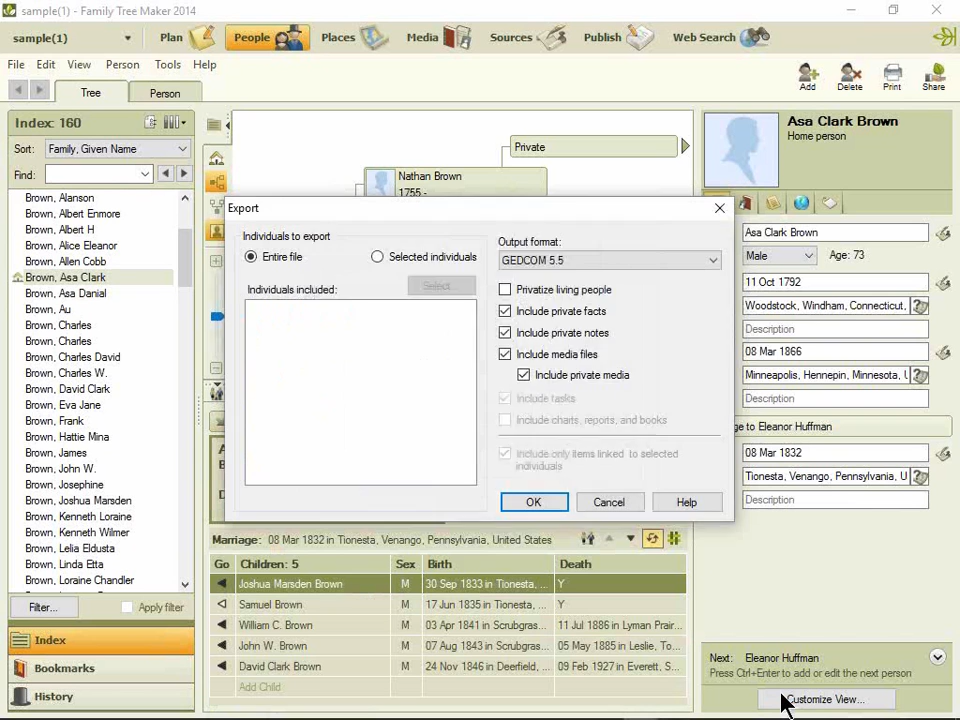 sample(1) - Family Tree Maker 2014
sample(1) Plan People Places Media Sources Publish Web Search
File Edit View Person Tools Help
Tree Person
Add Delete Print Share
Index: 160
Sort: Family, Given Name
Find:
Brown, Alanson
Brown, Albert Enmore
Brown, Albert H
Brown, Alice Eleanor
Brown, Allen Cobb
Brown, Asa Clark
Brown, Asa Danial
Brown, Au
Brown, Charles
Brown, Charles
Brown, Charles David
Brown, Charles W.
Brown, David Clark
Brown, Eva Jane
Brown, Frank
Brown, Hattie Mina
Brown, James
Brown, John W.
Brown, Josephine
Brown, Joshua Marsden
Brown, Kenneth Loraine
Brown, Kenneth Wilmer
Brown, Lelia Eldusta
Brown, Linda Etta
Brown, Loraine Chandler
Filter... Apply filter
Index
Bookmarks
History
Private
Nathan Brown
1755 -
Export
Individuals to export
Entire file Selected individuals
Individuals included: Select...
Output format:
GEDCOM 5.5
Privatize living people
Include private facts
Include private notes
Include media files
Include private media
Include tasks
Include charts, reports, and books
Include only items linked to selected
individuals
OK Cancel Help
Marriage: 08 Mar 1832 in Tionesta, Venango, Pennsylvania, United States
Go Children: 5 Sex Birth Death
Joshua Marsden Brown M 30 Sep 1833 in Tionesta, ... Y
Samuel Brown M 17 Jun 1835 in Tionesta, ... Y
William C. Brown M 03 Apr 1841 in Scrubgras... 11 Jul 1886 in Lyman Prair...
John W. Brown M 07 Aug 1843 in Scrubgras... 05 May 1885 in Leslie, To...
David Clark Brown M 24 Nov 1846 in Deerfield, ... 09 Feb 1927 in Everett, S...
Add Child
Asa Clark Brown
Home person
Asa Clark Brown
Male Age: 73
11 Oct 1792
Woodstock, Windham, Connecticut,
Description
08 Mar 1866
Minneapolis, Hennepin, Minnesota, U
Description
ge to Eleanor Huffman
08 Mar 1832
Tionesta, Venango, Pennsylvania, U
Description
Next: Eleanor Huffman
Press Ctrl+Enter to add or edit the next person
Customize View...